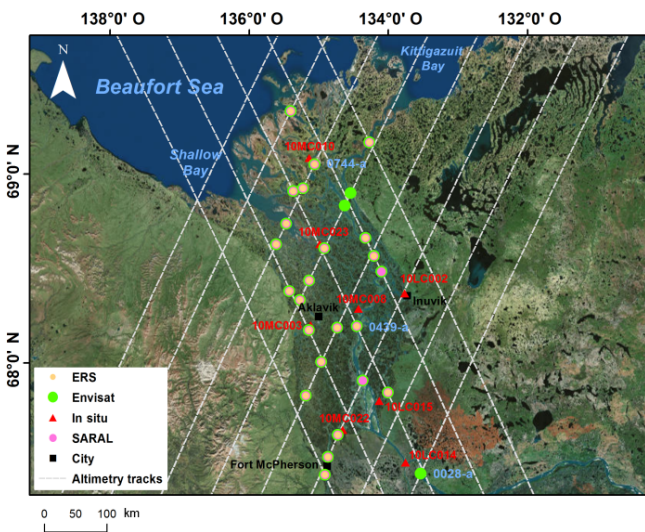 138°0' O 136°0' O 134°0' O 132°0' O
N
Kittigazuit
Bay
Beaufort Sea
10MC010
Shallow
Bay
0744-a
69°0' N
10MC023
10LC002
Inuvik
10MC008
Aklavik
10MC003
0439-a
68°0' N
ERS
Envisat
In situ
SARAL
City
Altimetry tracks
10LC015
10MC022
Fort McPherson
10LC014
0028-a
0 50 100 km